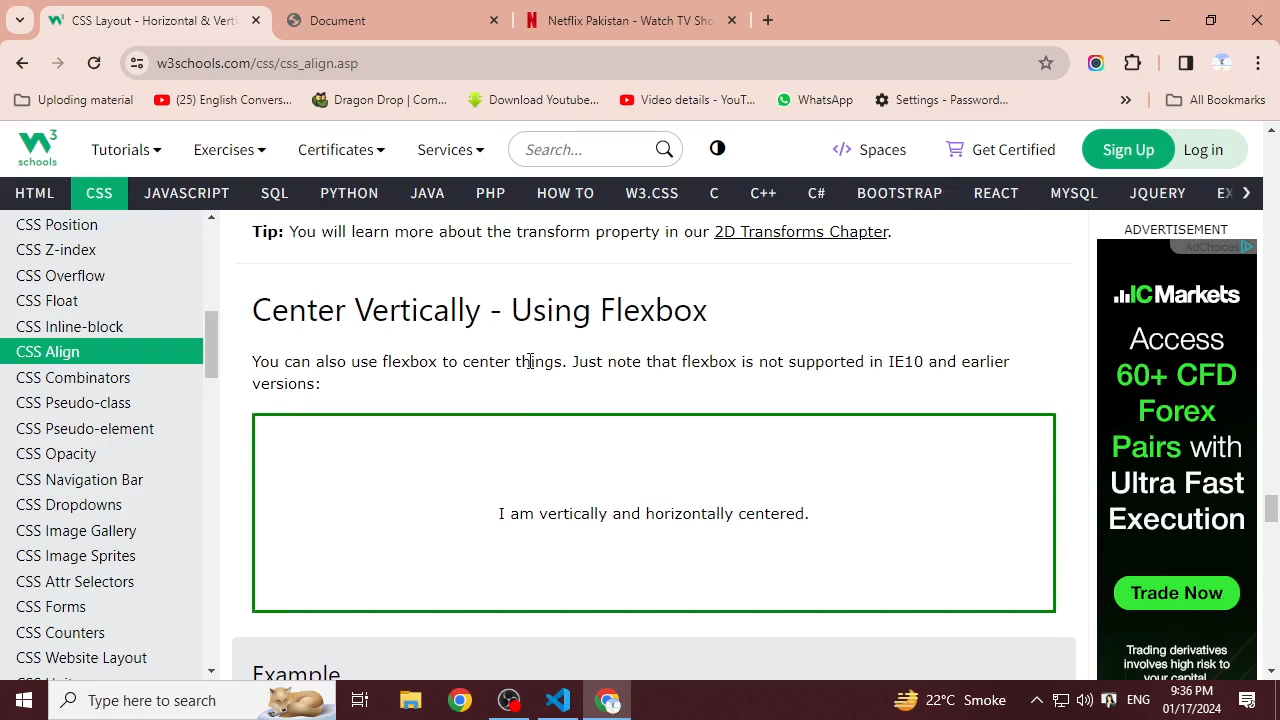 CSS Layout - Horizontal & Verti
Document
Netflix Pakistan - Watch TV Sho
w3schools.com/css/css_align.asp
Uploding material
(25) English Convers...
Dragon Drop | Com...
Download Youtube...
Video details - YouT...
WhatsApp
Settings - Password...
All Bookmarks
W3
schools
Tutorials
Exercises
Certificates
Services
Search...
Spaces
Get Certified
Sign Up
Log in
HTML
CSS
JAVASCRIPT
SQL
PYTHON
JAVA
PHP
HOW TO
W3.CSS
C
C++
C#
BOOTSTRAP
REACT
MYSQL
JQUERY
EX
CSS Position
CSS Z-index
CSS Overflow
CSS Float
CSS Inline-block
CSS Align
CSS Combinators
CSS Pseudo-class
CSS Pseudo-element
CSS Opacity
CSS Navigation Bar
CSS Dropdowns
CSS Image Gallery
CSS Image Sprites
CSS Attr Selectors
CSS Forms
CSS Counters
CSS Website Layout
Tip: You will learn more about the transform property in our 2D Transforms Chapter.
Center Vertically - Using Flexbox
You can also use flexbox to center things. Just note that flexbox is not supported in IE10 and earlier
versions:
I am vertically and horizontally centered.
Example
ADVERTISEMENT
AdChoices
ICMarkets
Access
60+ CFD
Forex
Pairs with
Ultra Fast
Execution
Trade Now
Trading derivatives
involves high risk to
your capital.
Type here to search
22°C Smoke
ENG
9:36 PM
01/17/2024